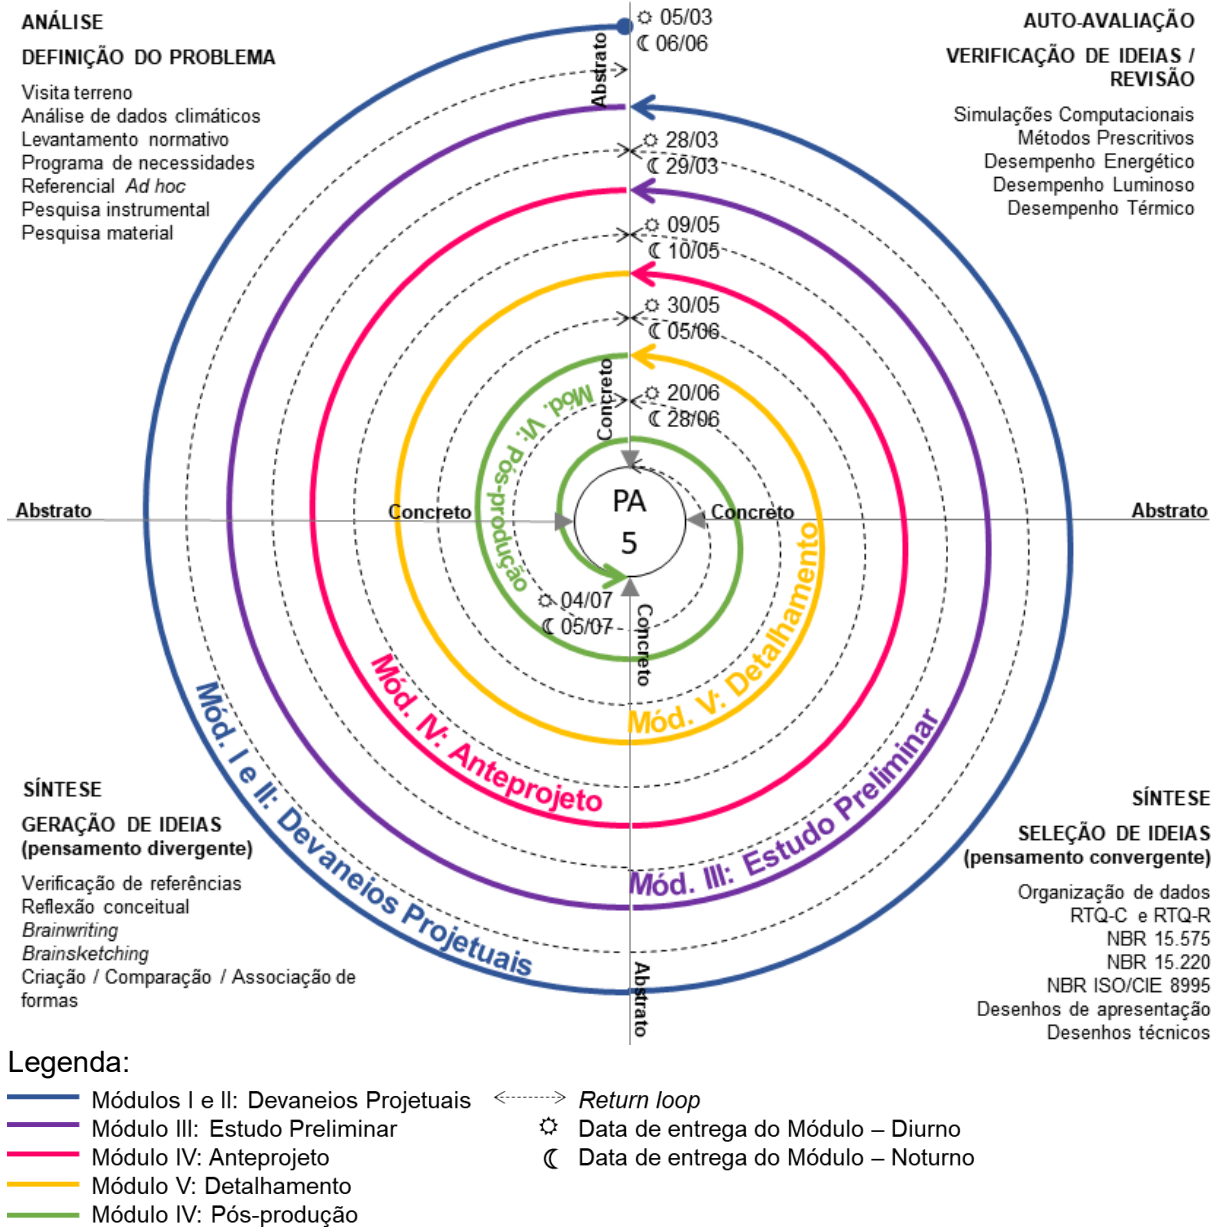 ANÁLISE
DEFINIÇÃO DO PROBLEMA
Visita terreno
Análise de dados climáticos
Levantamento normativo
Programa de necessidades
Referencial Ad hoc
Pesquisa instrumental
Pesquisa material
AUTO-AVALIAÇÃO
VERIFICAÇÃO DE IDEIAS /
REVISÃO
Simulações Computacionais
Métodos Prescritivos
Desempenho Energético
Desempenho Luminoso
Desempenho Térmico
05/03
06/06
Abstrato
28/03
29/03
09/05
10/05
30/05
05/06
Concreto
20/06
28/06
Abstrato
Concreto
PA
5
Concreto
Abstrato
04/07
05/07
Concreto
Abstrato
Mód. VI: Pós-produção
Mód. V: Detalhamento
Mód. IV: Anteprojeto
Mód. III: Estudo Preliminar
Mód. I e II: Devaneios Projetuais
SÍNTESE
GERAÇÃO DE IDEIAS
(pensamento divergente)
Verificação de referências
Reflexão conceitual
Brainwriting
Brainsketching
Criação / Comparação / Associação de
formas
SÍNTESE
SELEÇÃO DE IDEIAS
(pensamento convergente)
Organização de dados
RTQ-C e RTQ-R
NBR 15.575
NBR 15.220
NBR ISO/CIE 8995
Desenhos de apresentação
Desenhos técnicos
Legenda:
Módulos I e II: Devaneios Projetuais
Módulo III: Estudo Preliminar
Módulo IV: Anteprojeto
Módulo V: Detalhamento
Módulo IV: Pós-produção
Return loop
Data de entrega do Módulo – Diurno
Data de entrega do Módulo – Noturno